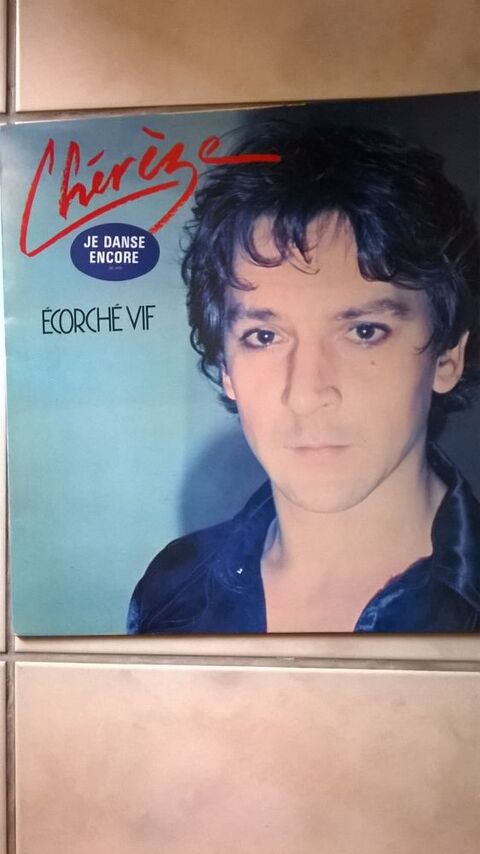 Chérèze
JE DANSE
ENCORE
ÉCORCHÉ VIF